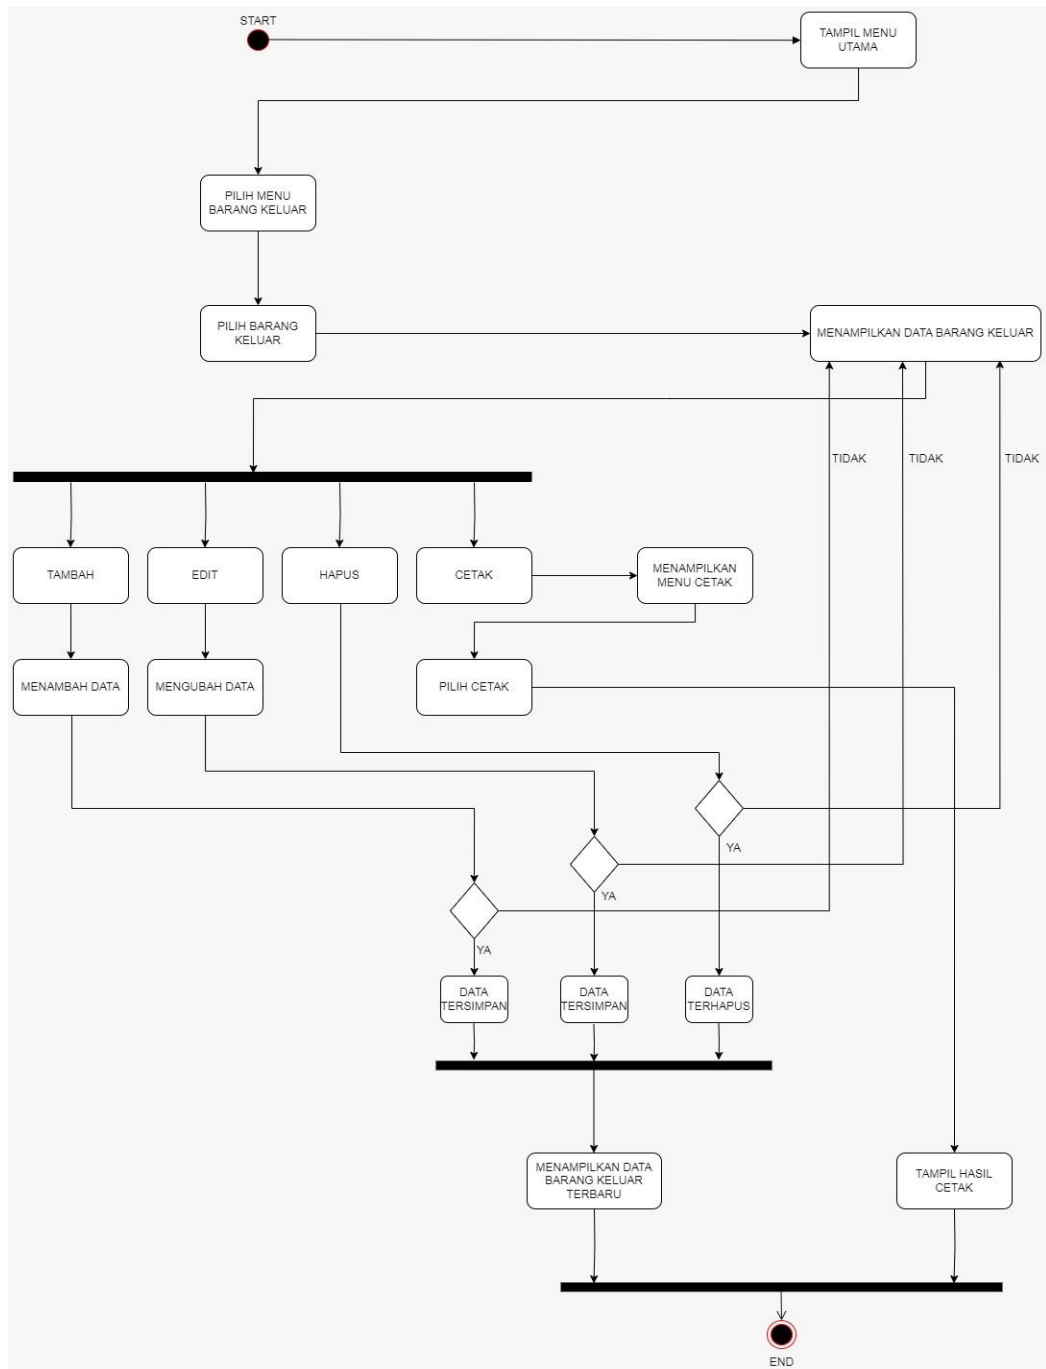 START
TAMPIL MENU
UTAMA
PILIH MENU
BARANG KELUAR
PILIH BARANG
KELUAR
MENAMPILKAN DATA BARANG KELUAR
TIDAK
TIDAK
TIDAK
TAMBAH
EDIT
HAPUS
CETAK
MENAMPILKAN
MENU CETAK
MENAMBAH DATA
MENGUBAH DATA
PILIH CETAK
YA
YA
YA
DATA
TERSIMPAN
DATA
TERSIMPAN
DATA
TERHAPUS
MENAMPILKAN DATA
BARANG KELUAR
TERBARU
TAMPIL HASIL
CETAK
END